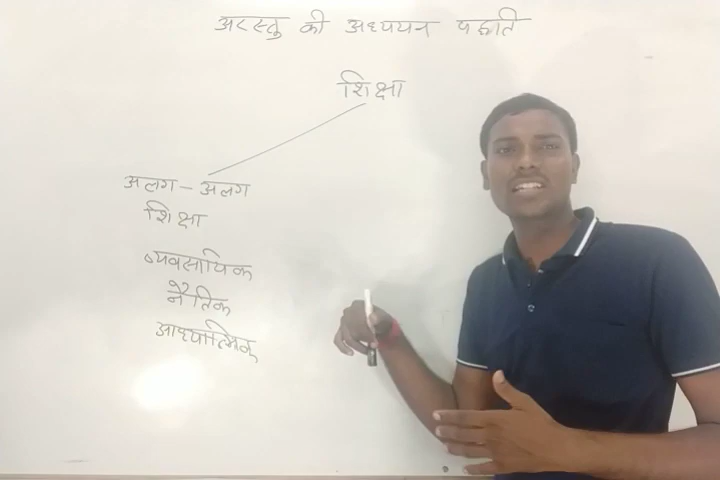 अरस्तु की अध्ययन पद्धति
शिक्षा
अलग - अलग
शिक्षा
व्यवसायिक
नैतिक
आध्यात्मिक